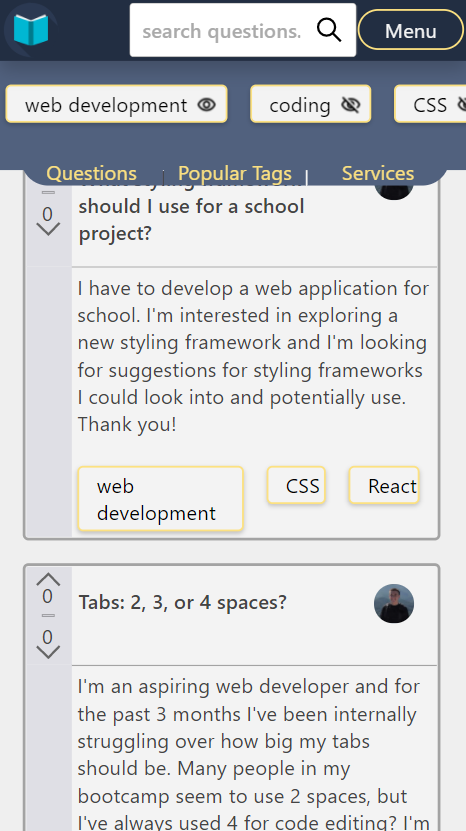 search questions.
Menu
web development
coding
CSS
Questions | Popular Tags | Services
should I use for a school
project?
0
I have to develop a web application for
school. I'm interested in exploring a
new styling framework and I'm looking
for suggestions for styling frameworks
I could look into and potentially use.
Thank you!
web
development
CSS
React
0
Tabs: 2, 3, or 4 spaces?
0
I'm an aspiring web developer and for
the past 3 months I've been internally
struggling over how big my tabs
should be. Many people in my
bootcamp seem to use 2 spaces, but
I've always used 4 for code editing? I'm